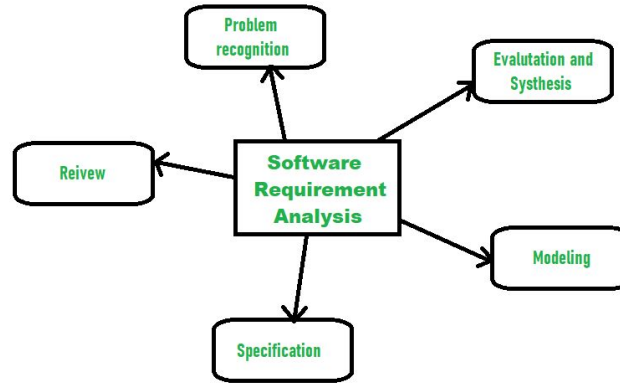 Problem
recognition
Evalutation and
Systhesis
Software
Requirement
Analysis
Reivew
Modeling
Specification